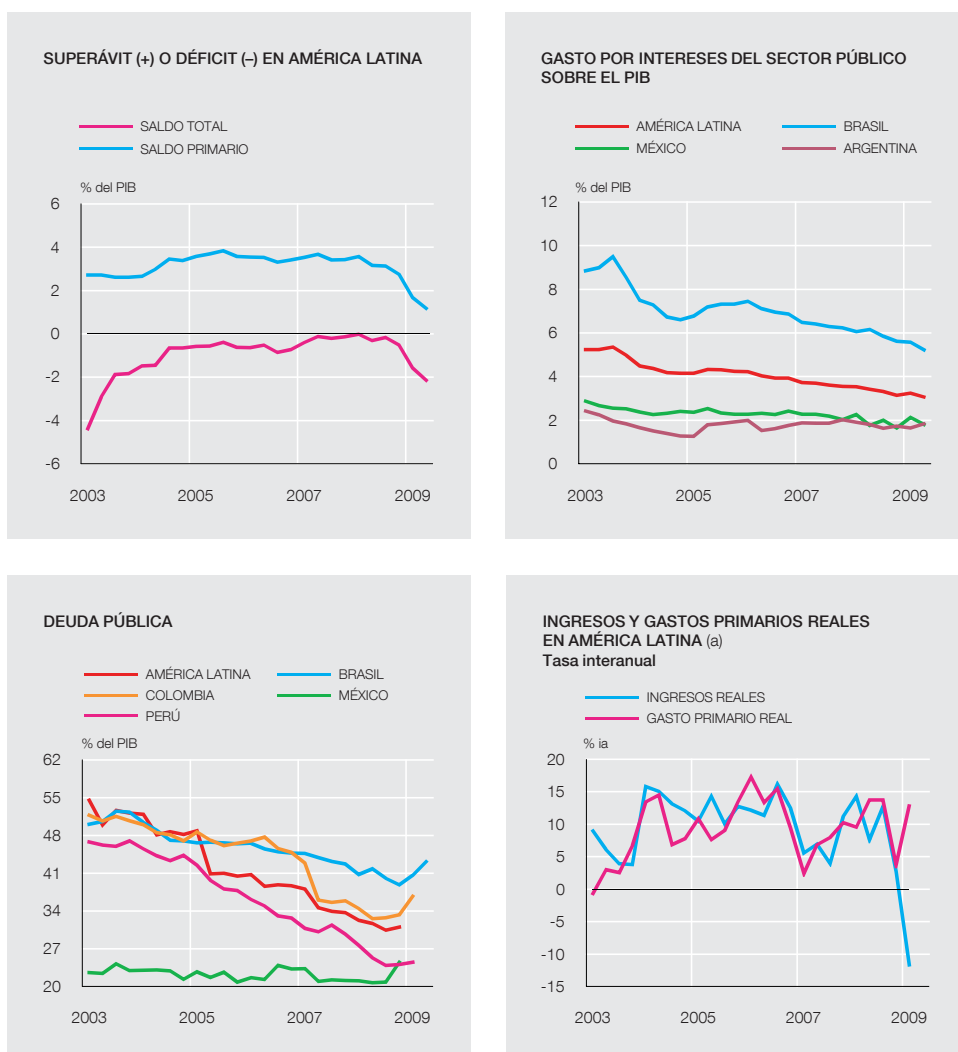 SUPERÁVIT (+) O DÉFICIT (–) EN AMÉRICA LATINA
SALDO TOTAL
SALDO PRIMARIO
% del PIB
6
4
2
0
-2
-4
-6
2003 2005 2007 2009
GASTO POR INTERESES DEL SECTOR PÚBLICO
SOBRE EL PIB
AMÉRICA LATINA BRASIL
MÉXICO ARGENTINA
% del PIB
12
10
8
6
4
2
0
2003 2005 2007 2009
DEUDA PÚBLICA
AMÉRICA LATINA BRASIL
COLOMBIA MÉXICO
PERÚ
% del PIB
62
55
48
41
34
27
20
2003 2005 2007 2009
INGRESOS Y GASTOS PRIMARIOS REALES
EN AMÉRICA LATINA (a)
Tasa interanual
INGRESOS REALES
GASTO PRIMARIO REAL
% ia
20
15
10
5
0
-5
-10
-15
2003 2005 2007 2009